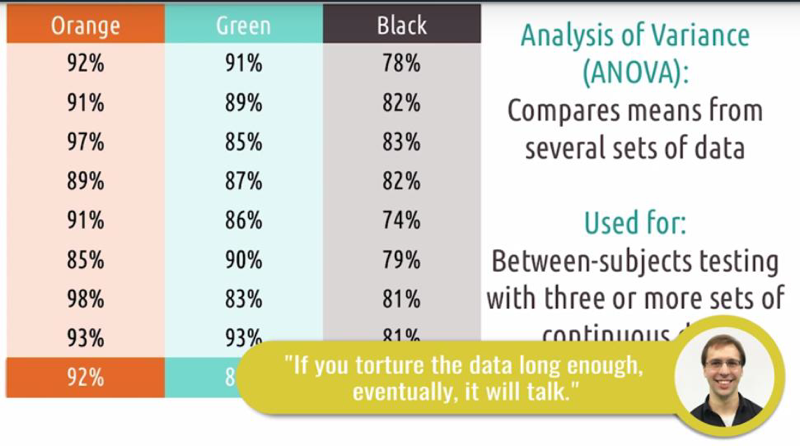 Orange Green Black
92% 91% 78%
91% 89% 82%
97% 85% 83%
89% 87% 82%
91% 86% 74%
85% 90% 79%
98% 83% 81%
93% 93% 81%
92% 8
Analysis of Variance
(ANOVA):
Compares means from
several sets of data
Used for:
Between-subjects testing
with three or more sets of
continuous
"If you torture the data long enough,
eventually, it will talk."